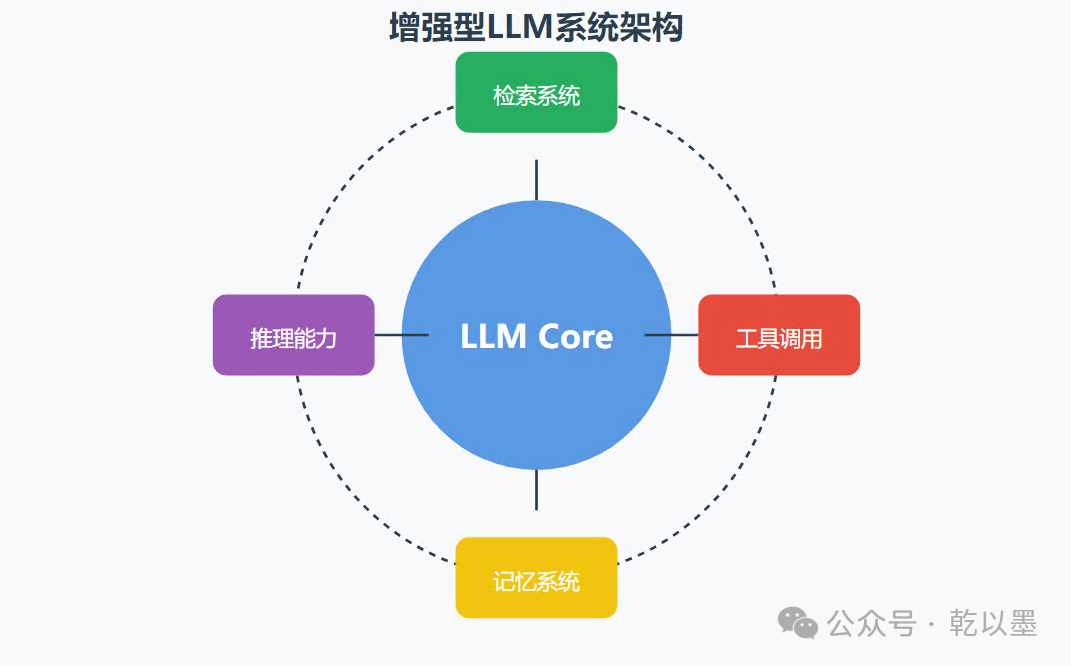 增强型LLM系统架构
检索系统
推理能力
LLM Core
工具调用
记忆系统
公众号 · 乾以墨